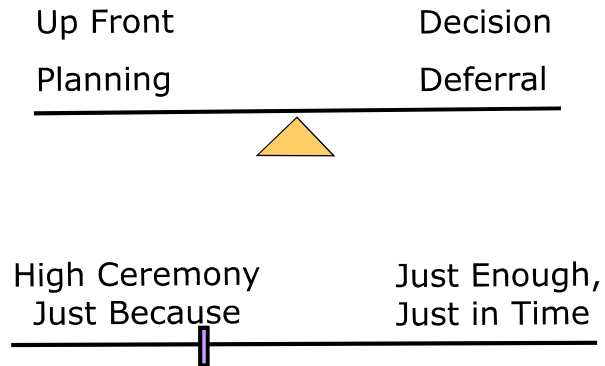 Up Front
Planning
Decision
Deferral
High Ceremony
Just Because
Just Enough,
Just in Time